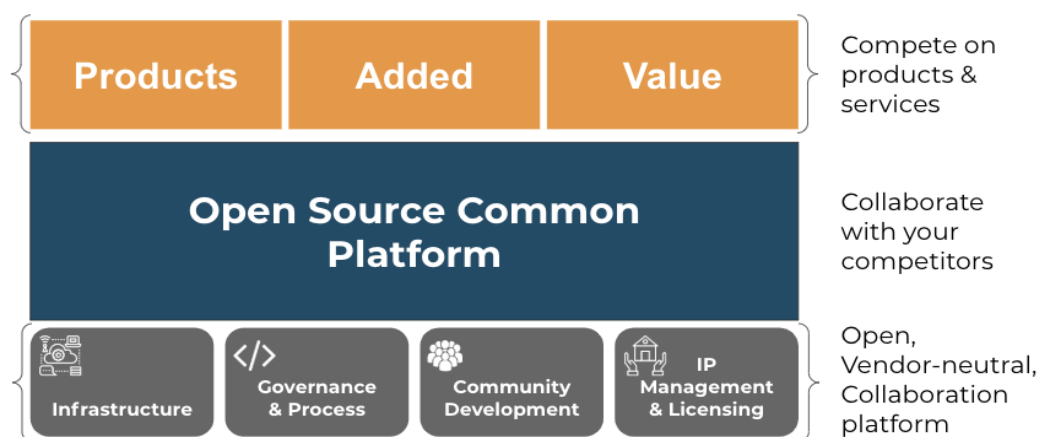 Products
Added
Value
Compete on
products &
services
Open Source Common
Platform
Collaborate
with your
competitors
Infrastructure
Governance
& Process
Community
Development
IP
Management
& Licensing
Open,
Vendor-neutral,
Collaboration
platform